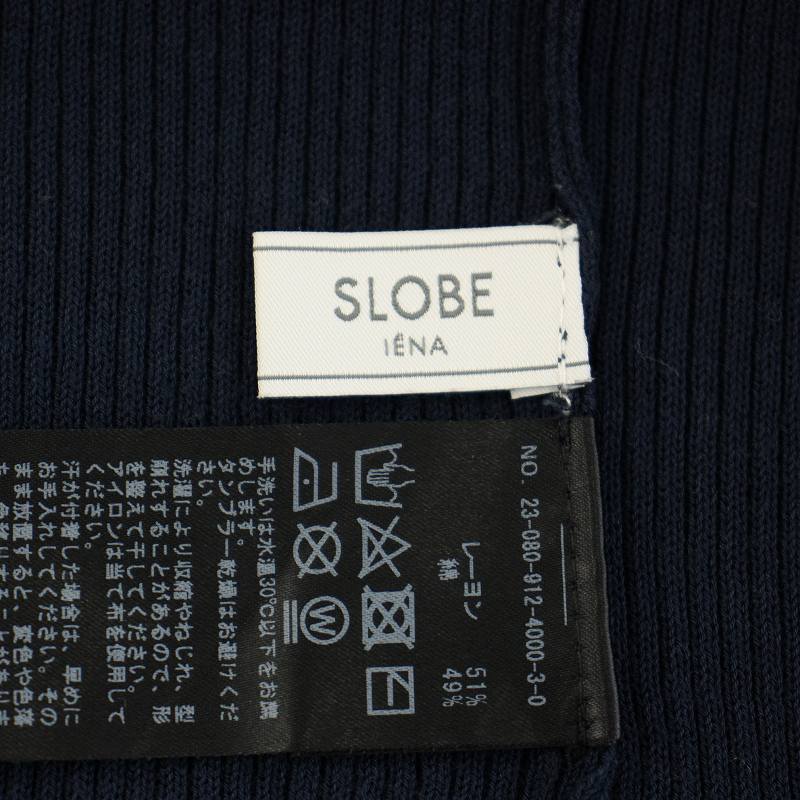 SLOBE
IÉNA
NO. 23-080-912-4000-3-0
レーヨン 51%
綿 49%
W
手洗いは水温30℃以下をお勧
めします。
タンブラー乾燥はお避けくだ
さい。
洗濯により収縮やねじれ、型
崩れすることがあるので、形
を整えて干してください。
アイロンは当て布を使用して
ください。
汗が付着した場合は、早めに
お手入れしてください。その
まま放置すると、変色や色落